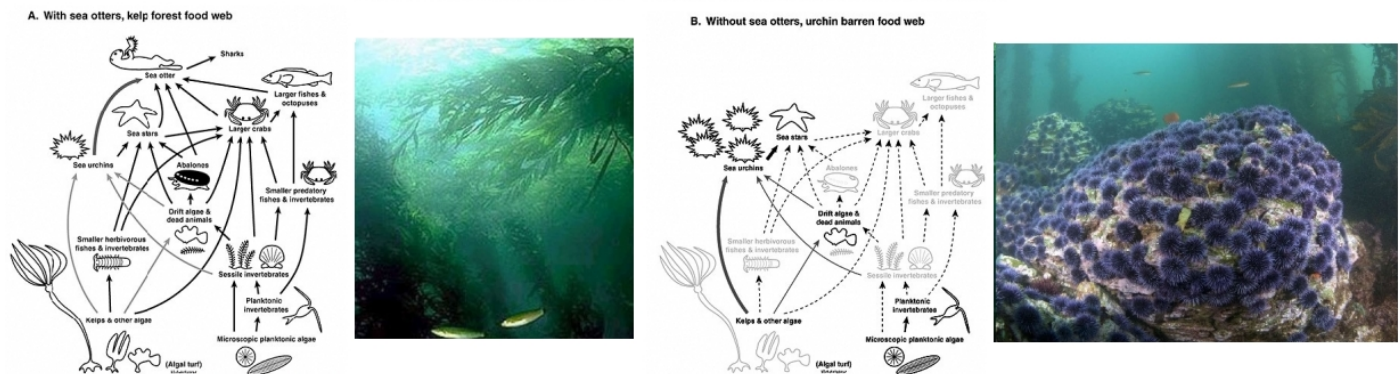 A. With sea otters, kelp forest food web
Sharks
Sea otter
Larger fishes &
octopuses
Sea stars
Larger crabs
Sea urchins
Abalones
Smaller predatory
fishes & invertebrates
Drift algae &
dead animals
Smaller herbivorous
fishes & invertebrates
Sessile invertebrates
Planktonic
invertebrates
Kelps & other algae
Microscopic planktonic algae
(Algal turf)
B. Without sea otters, urchin barren food web
Larger fishes &
octopuses
Sea stars
Larger crabs
Sea urchins
Abalones
Smaller predatory
fishes & invertebrates
Drift algae &
dead animals
Smaller herbivorous
fishes & invertebrates
Sessile invertebrates
Planktonic
invertebrates
Kelps & other algae
Microscopic planktonic algae
(Algal turf)